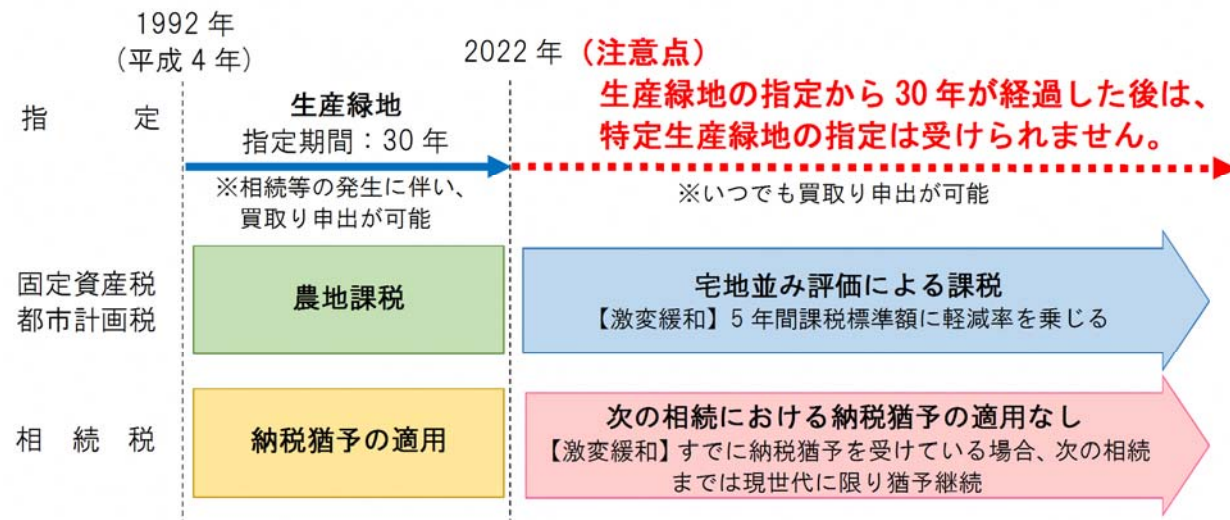 1992 年
(平成 4 年)
2022 年 (注意点)
生産緑地の指定から 30 年が経過した後は、
特定生産緑地の指定は受けられません。
指　定
生産緑地
指定期間：30 年
※相続等の発生に伴い、
買取り申出が可能
※いつでも買取り申出が可能
固定資産税
都市計画税
農地課税
宅地並み評価による課税
【激変緩和】5 年間課税標準額に軽減率を乗じる
相　続　税
納税猶予の適用
次の相続における納税猶予の適用なし
【激変緩和】すでに納税猶予を受けている場合、次の相続
までは現世代に限り猶予継続